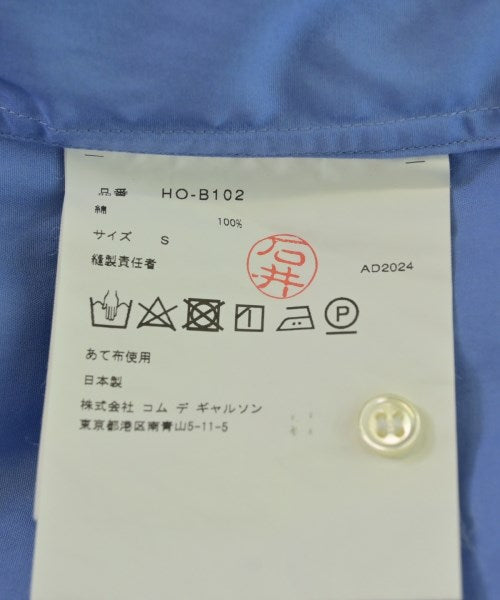 品番 HO-B102
綿
100%
サイズ S
縫製責任者
石井
AD2024
P
あて布使用
日本製
株式会社 コム デ ギャルソン
東京都港区南青山5-11-5